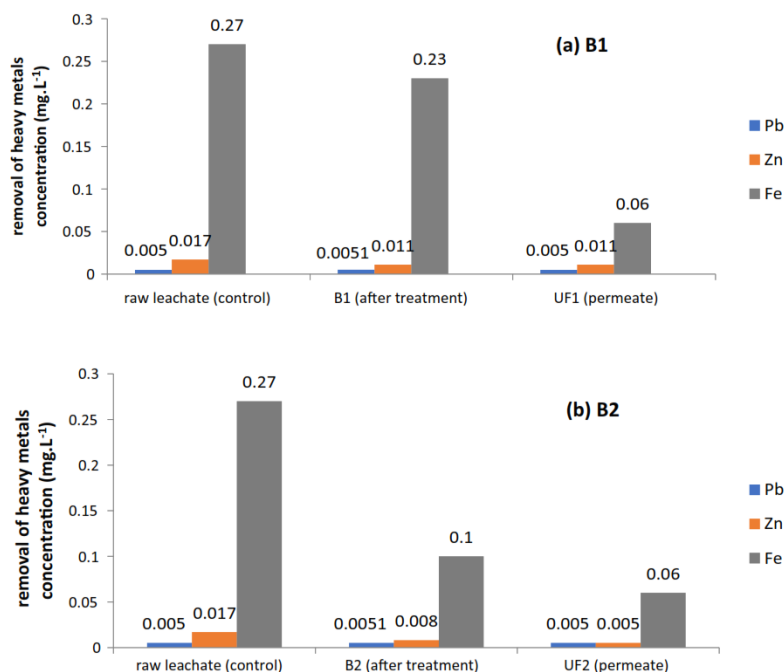 removal of heavy metals
concentration (mg.L-1)
0.3
0.25
0.2
0.15
0.1
0.05
0
(a) B1
0.27
0.23
0.06
0.005
0.017
0.0051
0.011
0.005
0.011
raw leachate (control)
B1 (after treatment)
UF1 (permeate)
Pb
Zn
Fe
removal of heavy metals
concentration (mg.L-1)
0.3
0.25
0.2
0.15
0.1
0.05
0
(b) B2
0.27
0.1
0.06
0.005
0.017
0.0051
0.008
0.005
0.005
raw leachate (control)
B2 (after treatment)
UF2 (permeate)
Pb
Zn
Fe